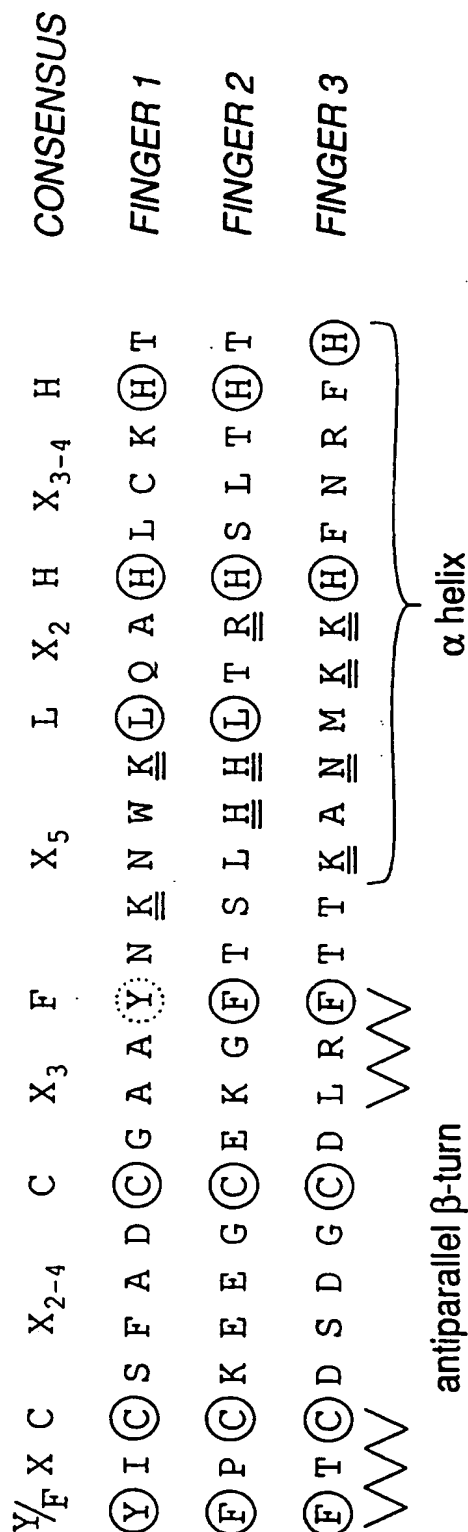 Y/F X C X2-4 C X3 F X5 L X2 H X3-4 H CONSENSUS
Y I C S F A D C G A A Y N K N W K L Q A H L C K H T FINGER 1
F P C K E E G C E K G F T S L H H L T R H S L T H T FINGER 2
F T C D S D G C D L R F T T K A N M K K H F N R F H FINGER 3
antiparallel β-turn α helix